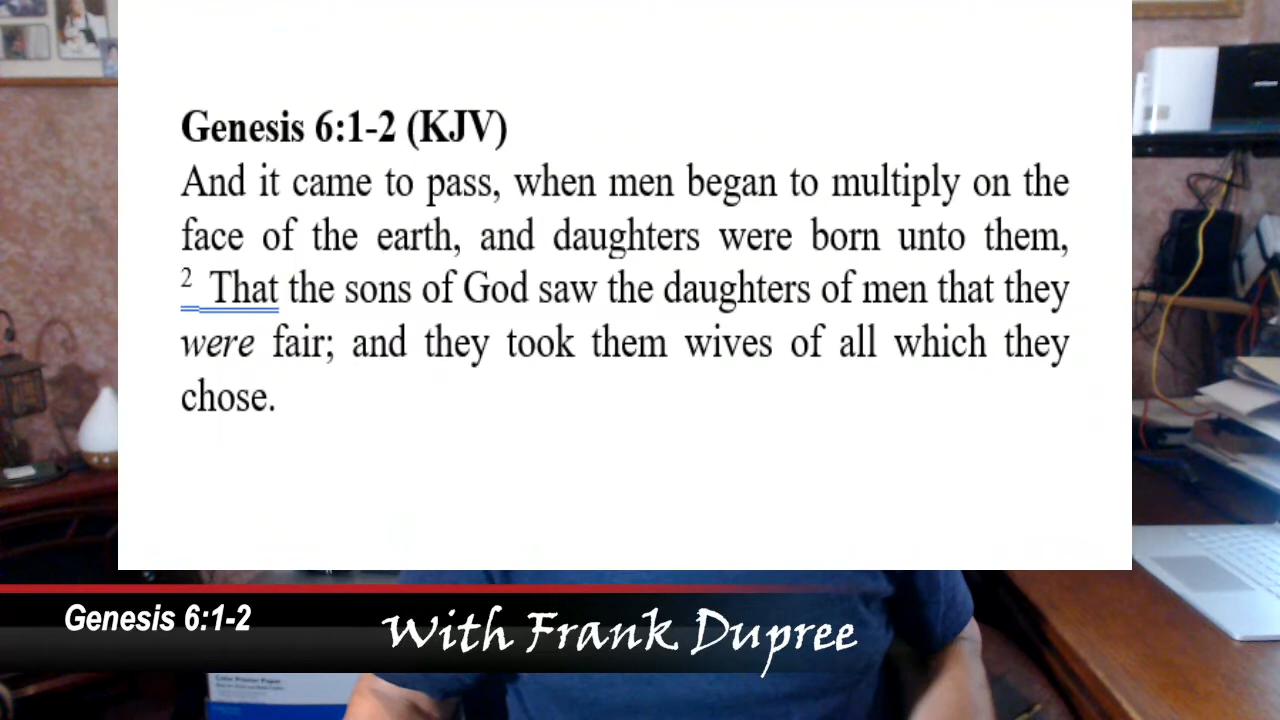 Genesis 6:1-2 (KJV)
And it came to pass, when men began to multiply on the
face of the earth, and daughters were born unto them,
2 That the sons of God saw the daughters of men that they
were fair; and they took them wives of all which they
chose.
Genesis 6:1-2
With Frank Dupree
Color Printer Paper